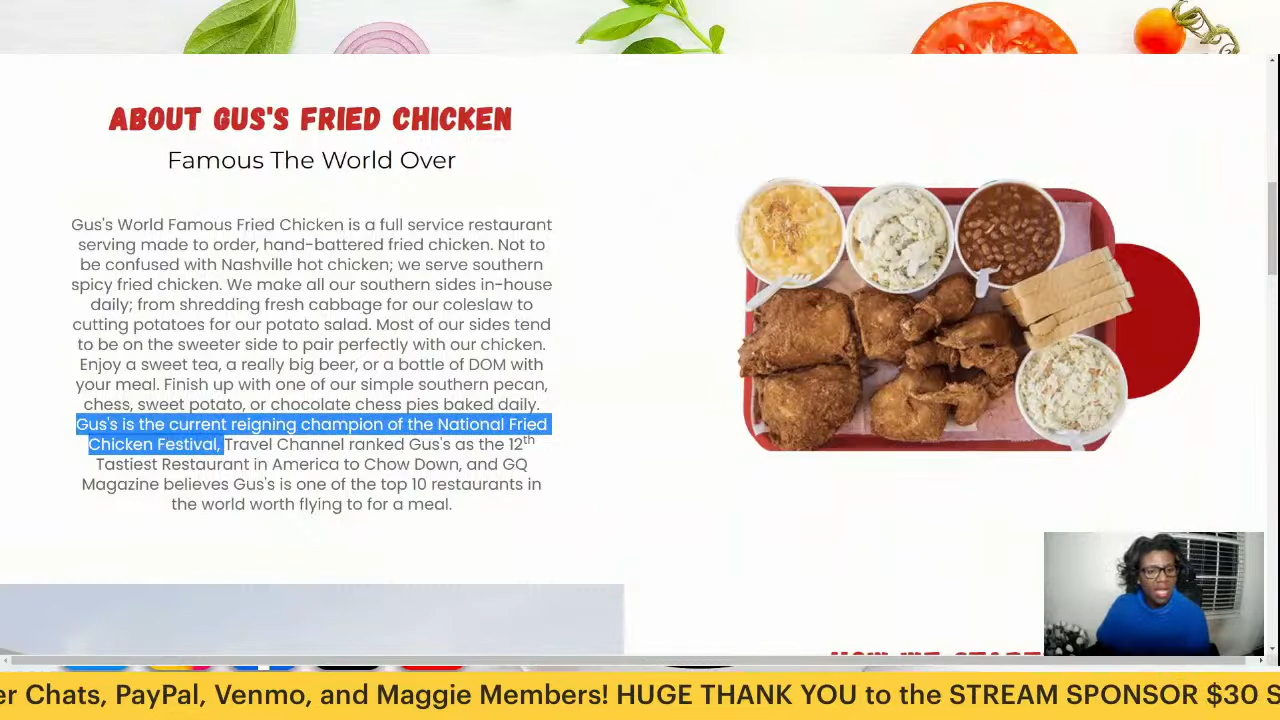 ABOUT GUS'S FRIED CHICKEN
Famous The World Over
Gus's World Famous Fried Chicken is a full service restaurant
serving made to order, hand-battered fried chicken. Not to
be confused with Nashville hot chicken; we serve southern
spicy fried chicken. We make all our southern sides in-house
daily; from shredding fresh cabbage for our coleslaw to
cutting potatoes for our potato salad. Most of our sides tend
to be on the sweeter side to pair perfectly with our chicken.
Enjoy a sweet tea, a really big beer, or a bottle of DOM with
your meal. Finish up with one of our simple southern pecan,
chess, sweet potato, or chocolate chess pies baked daily.
Gus's is the current reigning champion of the National Fried
Chicken Festival, Travel Channel ranked Gus's as the 12th
Tastiest Restaurant in America to Chow Down, and GQ
Magazine believes Gus's is one of the top 10 restaurants in
the world worth flying to for a meal.
er Chats, PayPal, Venmo, and Maggie Members! HUGE THANK YOU to the STREAM SPONSOR $30 S